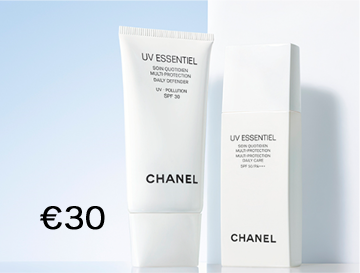 UV ESSENTIEL
SOIN QUOTIDIEN
MULTI-PROTECTION
DAILY DEFENDER
UV - POLLUTION
SPF 30
CHANEL
UV ESSENTIEL
SOIN QUOTIDIEN
MULTI-PROTECTION
MULTI-PROTECTION
DAILY CARE
CHANEL
€30